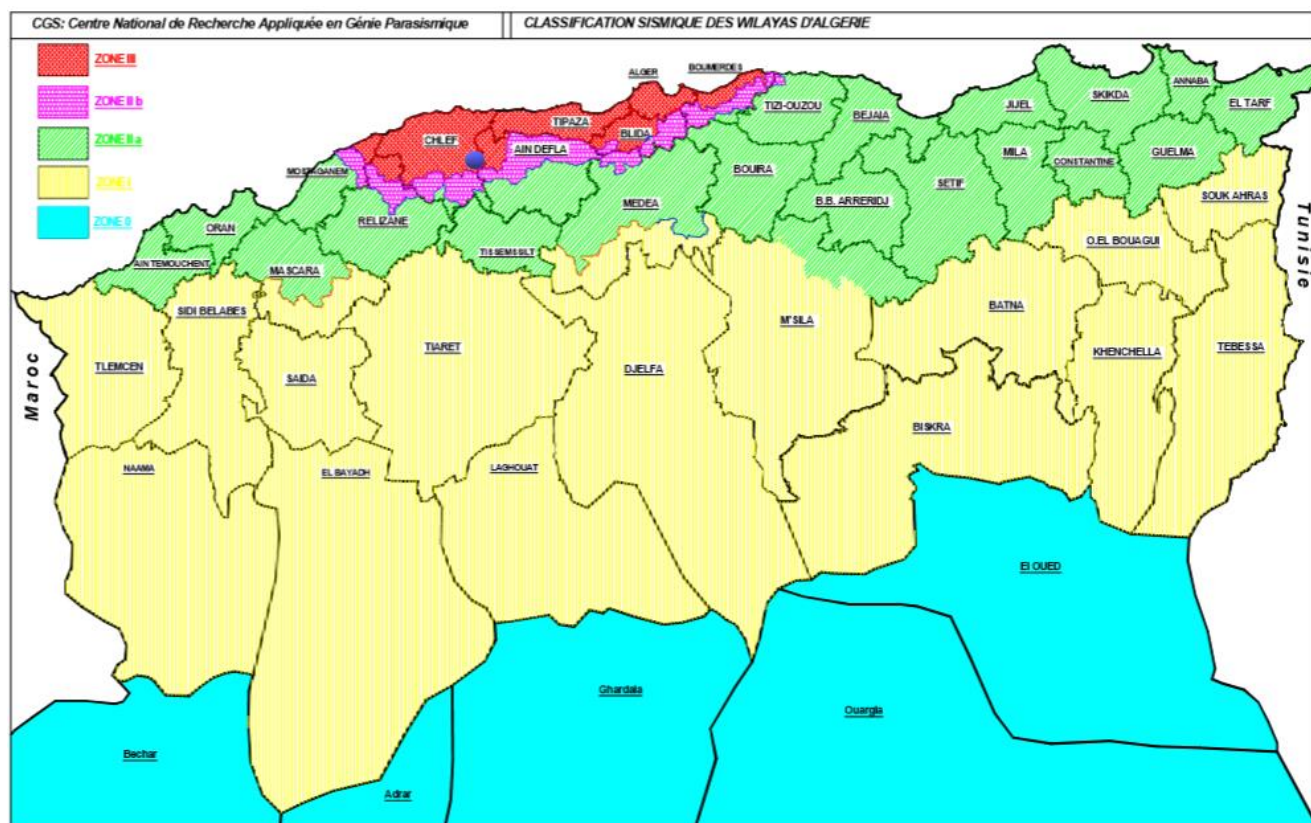 CGS: Centre National de Recherche Appliquée en Génie Parasismique
CLASSIFICATION SISMIQUE DES WILAYAS D'ALGERIE
ZONE III
ZONE II b
ZONE II a
ZONE I
ZONE 0
ALGER
BOUMERDES
TIPAZA
CHLEF
BLIDA
AIN DEFLA
TIZI-OUZOU
BEJAIA
JIJEL
SKIKDA
ANNABA
EL TARF
MOSTAGANEM
BOUIRA
MILA
CONSTANTINE
GUELMA
SETIF
B.B. ARRERIDJ
SOUK AHRAS
ORAN
RELIZANE
MEDEA
O.EL BOUAGUI
AIN TEMOUCHENT
MASCARA
TISSEMSSLT
SIDI BELABES
M'SILA
BATNA
TLEMCEN
SAIDA
TIARET
DJELFA
KHENCHELLA
TEBESSA
BISKRA
NAAMA
EL BAYADH
LAGHOUAT
Maroc
Tunisie
El OUED
Ghardaia
Ouargla
Bechar
Adrar